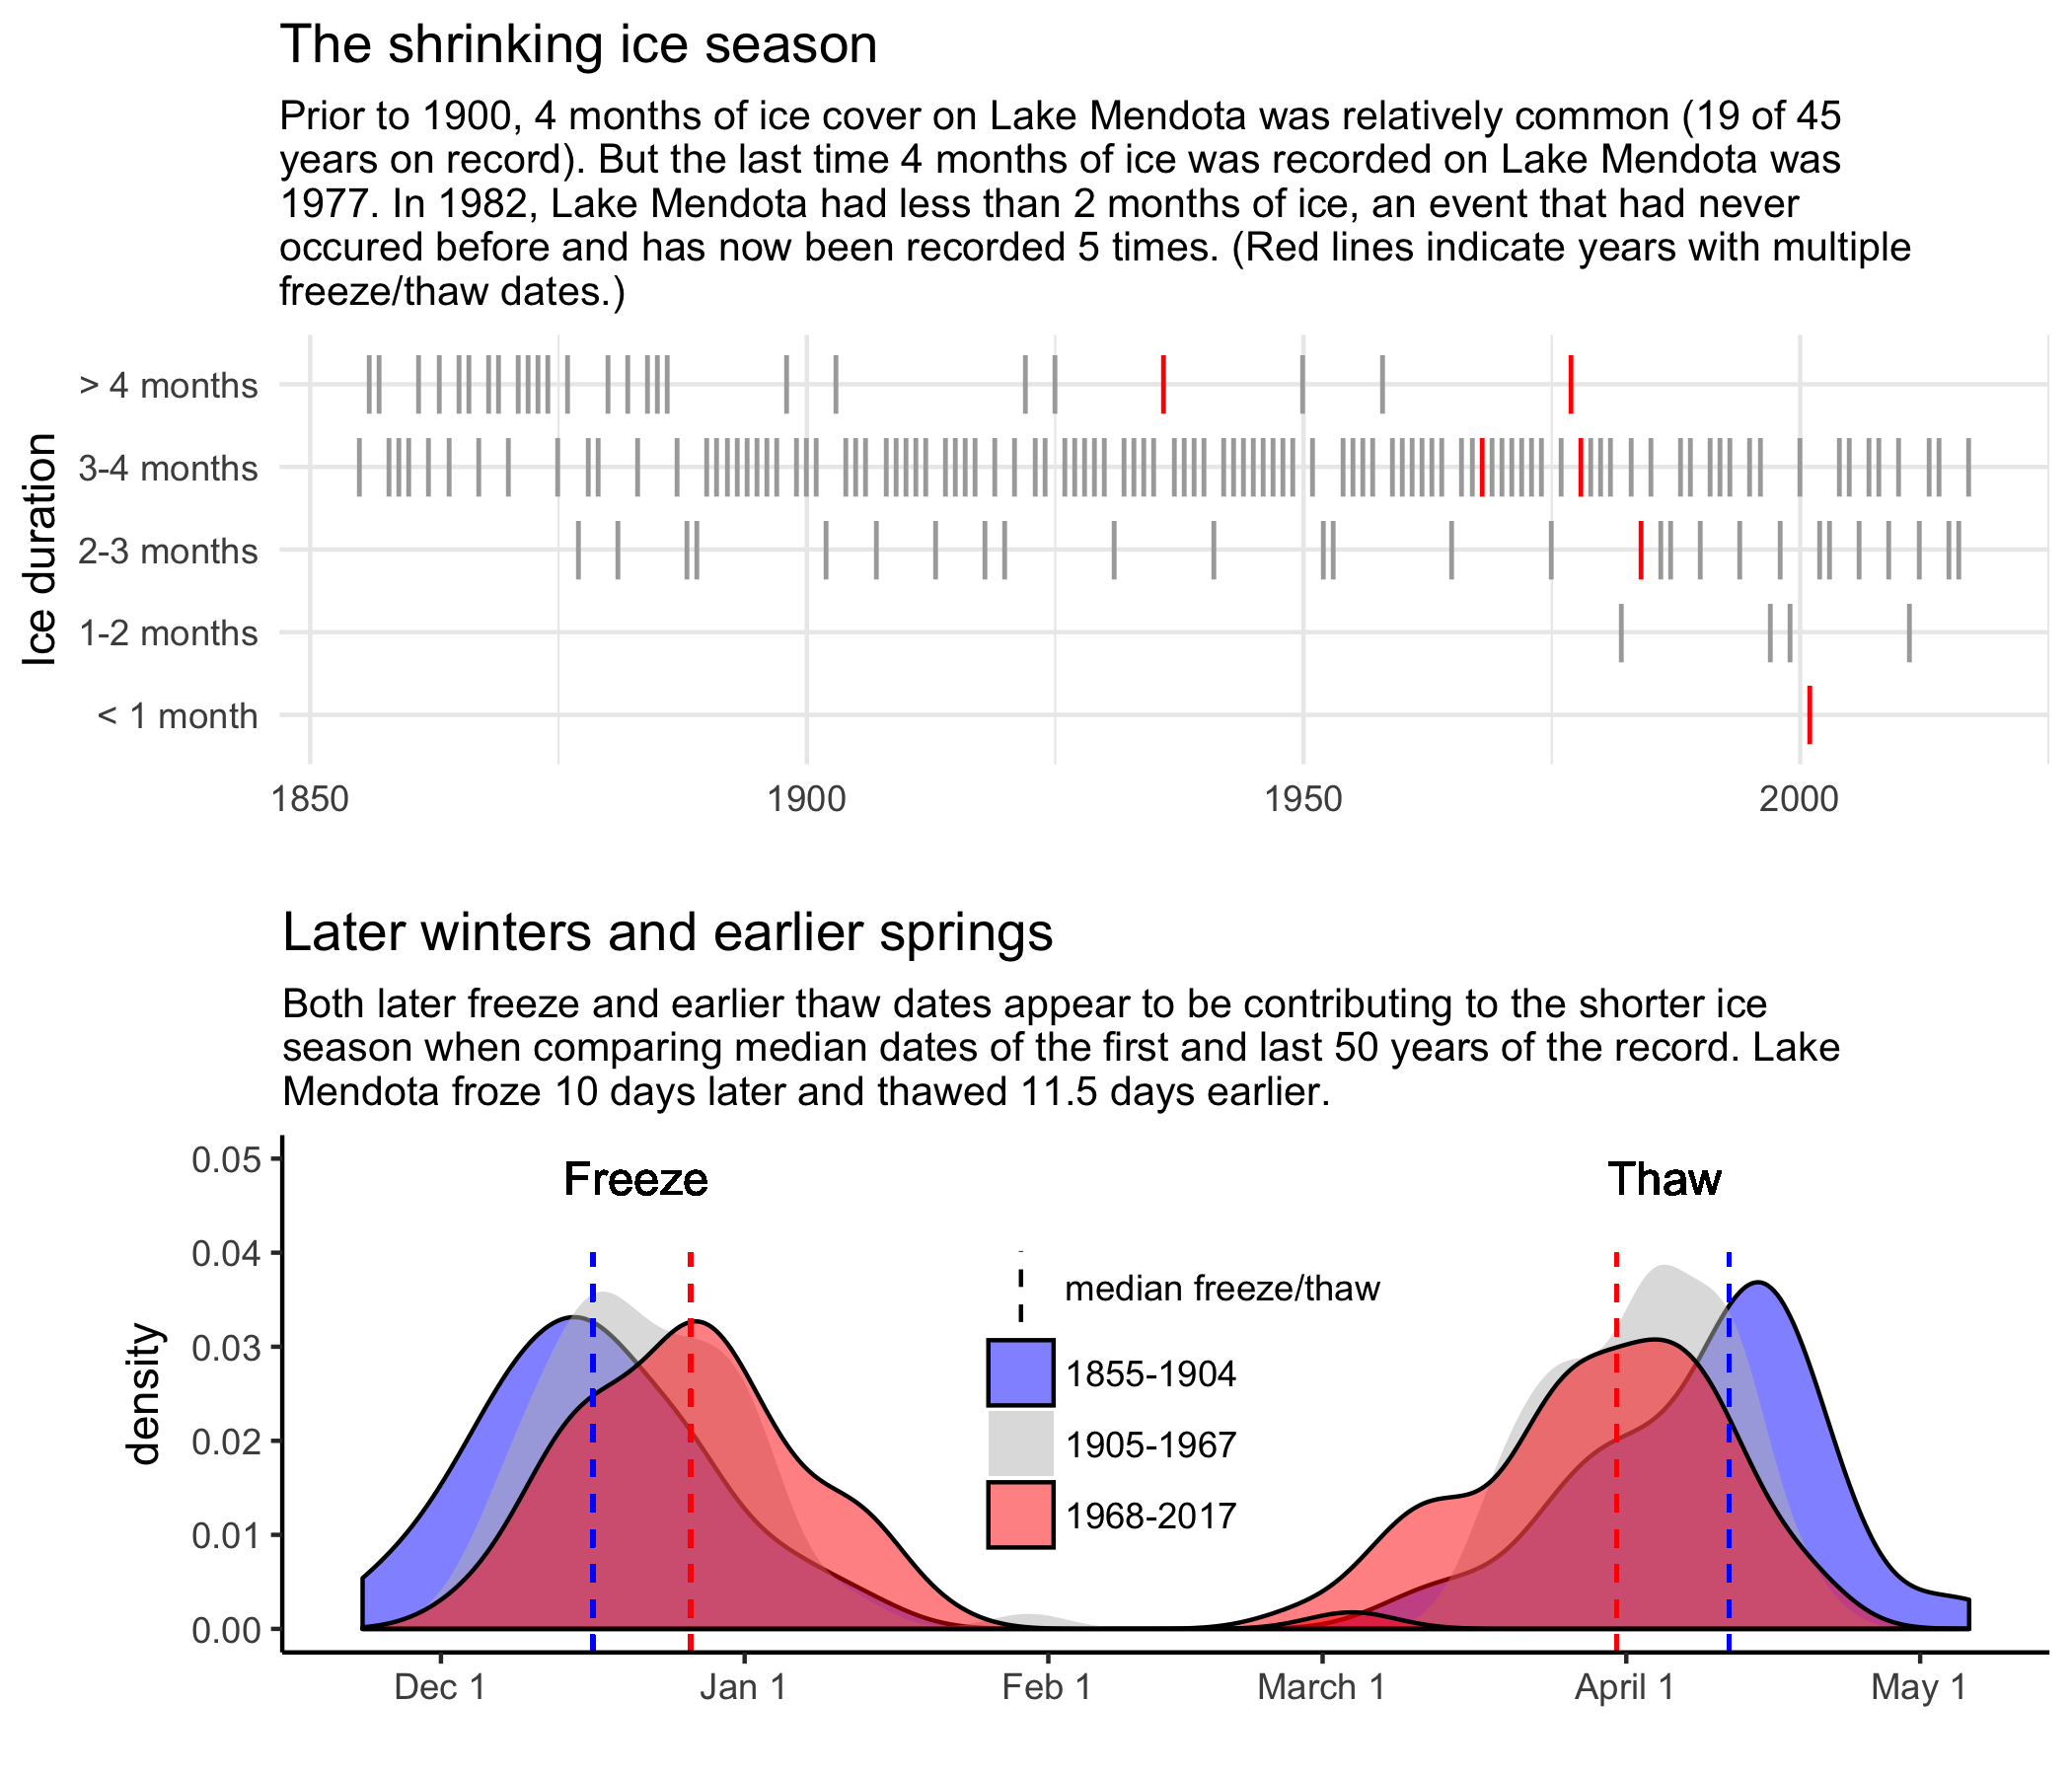 The shrinking ice season
Prior to 1900, 4 months of ice cover on Lake Mendota was relatively common (19 of 45
years on record). But the last time 4 months of ice was recorded on Lake Mendota was
1977. In 1982, Lake Mendota had less than 2 months of ice, an event that had never
occured before and has now been recorded 5 times. (Red lines indicate years with multiple
freeze/thaw dates.)
Ice duration
> 4 months
3-4 months
2-3 months
1-2 months
< 1 month
1850 1900 1950 2000
Later winters and earlier springs
Both later freeze and earlier thaw dates appear to be contributing to the shorter ice
season when comparing median dates of the first and last 50 years of the record. Lake
Mendota froze 10 days later and thawed 11.5 days earlier.
density
0.05
0.04
0.03
0.02
0.01
0.00
Freeze
Thaw
median freeze/thaw
1855-1904
1905-1967
1968-2017
Dec 1 Jan 1 Feb 1 March 1 April 1 May 1